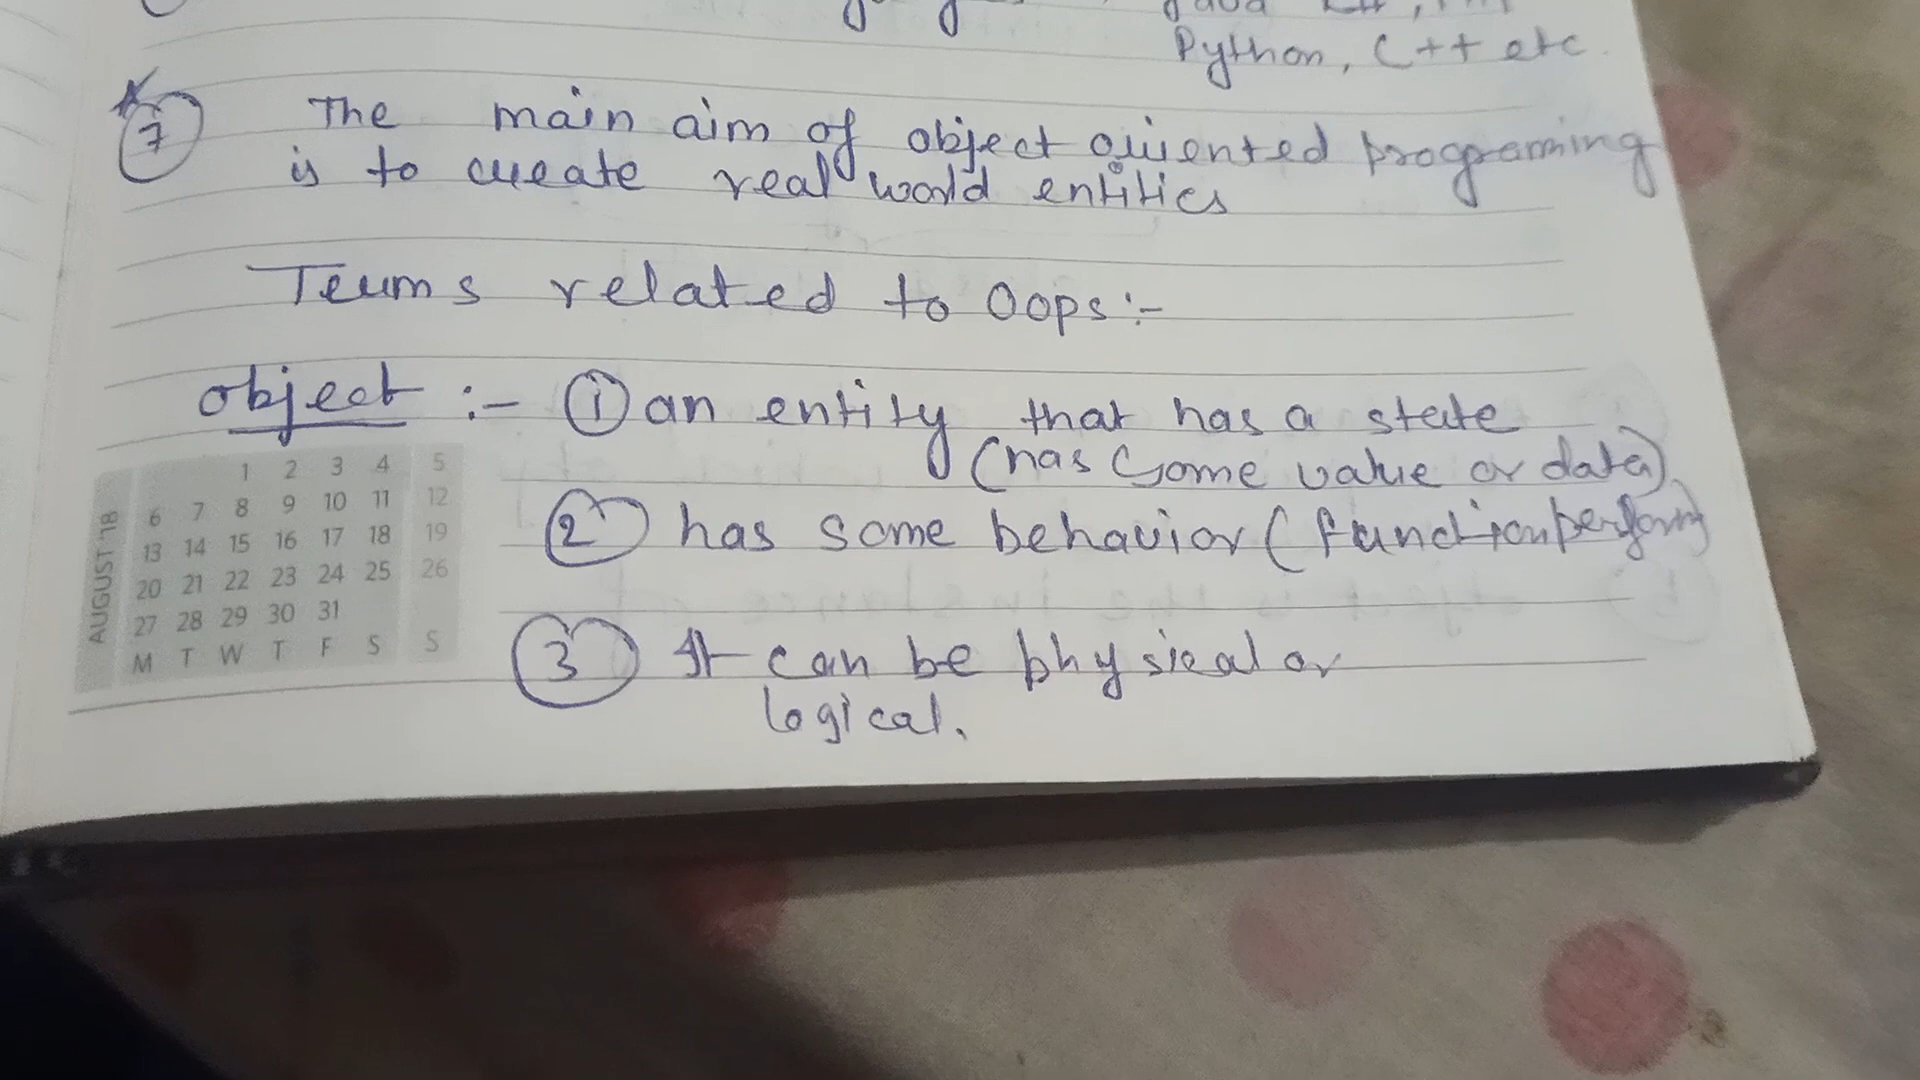 Python, C++ etc.
7 The main aim of object oriented programing
is to create real world entities
Terms related to Oops:-
object :- 1 an entity that has a state
(has some value or data)
2 has some behavior (function perform)
3 It can be physical or
logical.
AUGUST '18
1 2 3 4 5
6 7 8 9 10 11 12
13 14 15 16 17 18 19
20 21 22 23 24 25 26
27 28 29 30 31
M T W T F S S